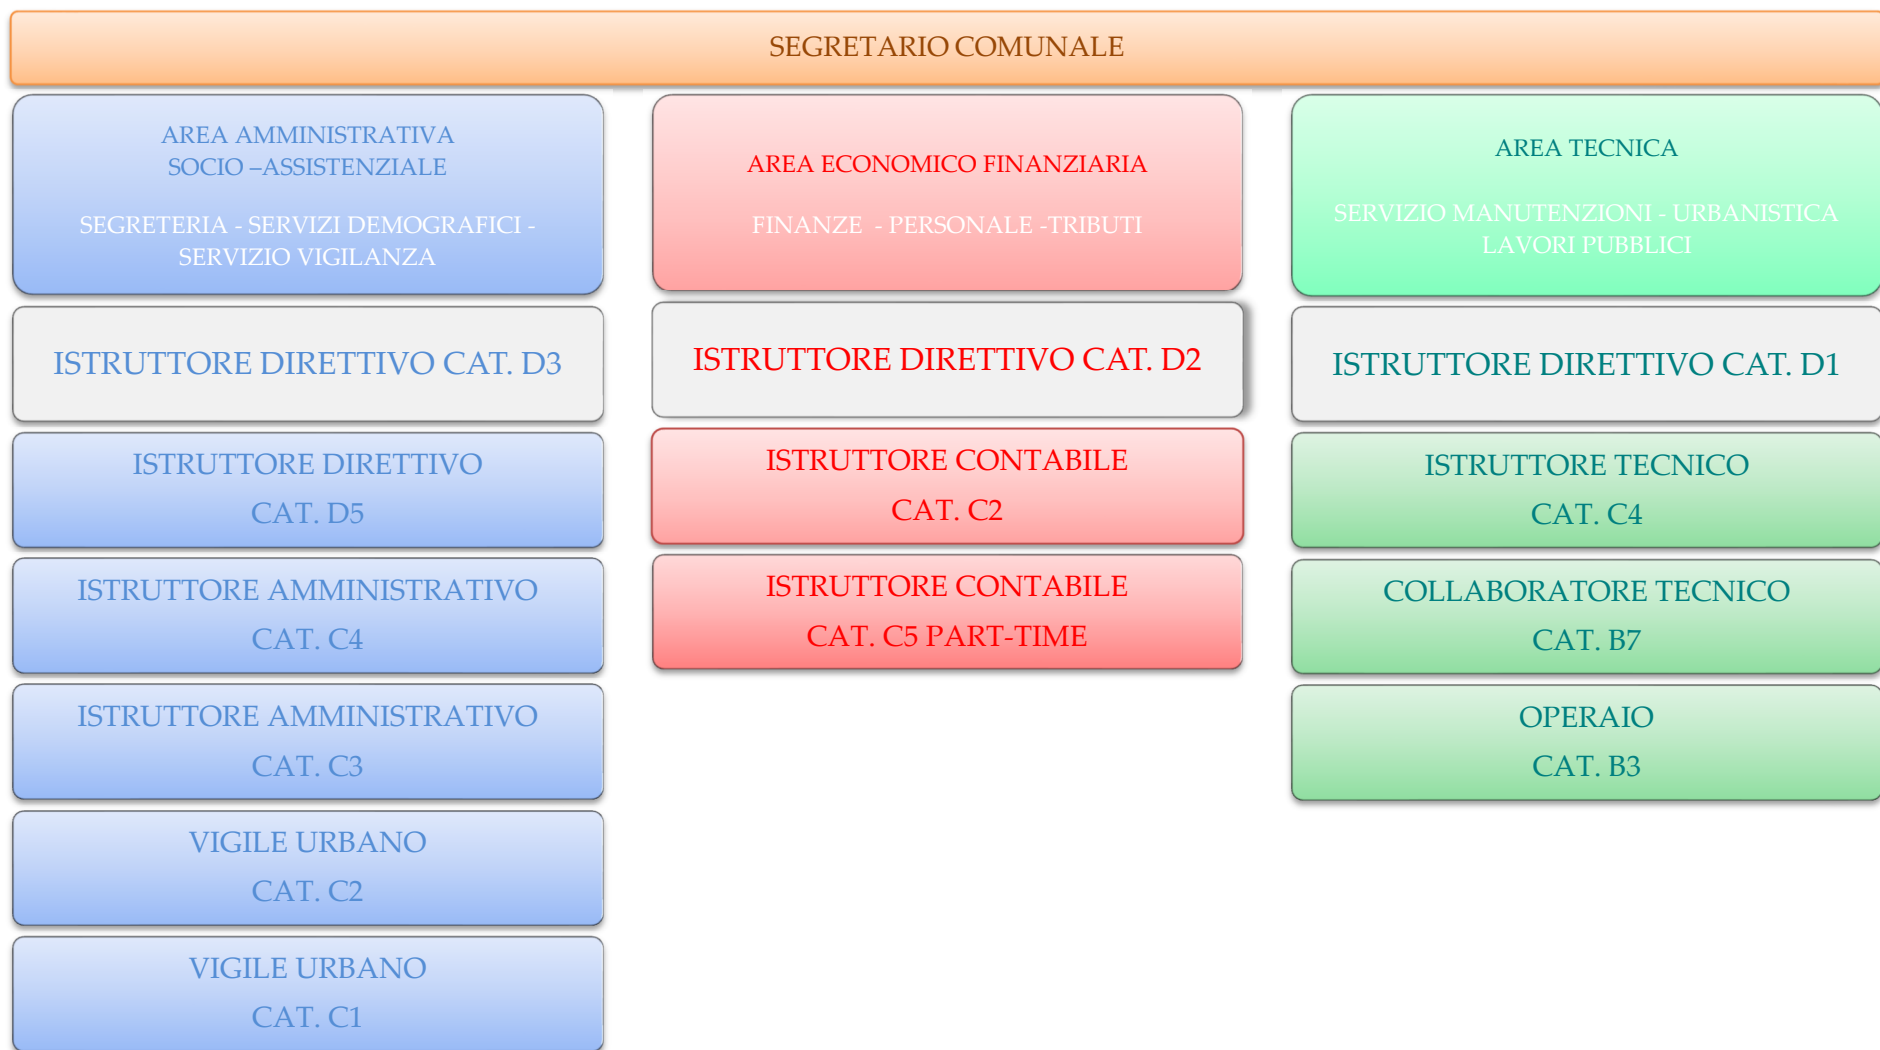 SEGRETARIO COMUNALE
AREA AMMINISTRATIVA
SOCIO –ASSISTENZIALE
SEGRETERIA - SERVIZI DEMOGRAFICI -
SERVIZIO VIGILANZA
ISTRUTTORE DIRETTIVO CAT. D3
ISTRUTTORE DIRETTIVO
CAT. D5
ISTRUTTORE AMMINISTRATIVO
CAT. C4
ISTRUTTORE AMMINISTRATIVO
CAT. C3
VIGILE URBANO
CAT. C2
VIGILE URBANO
CAT. C1
AREA ECONOMICO FINANZIARIA
FINANZE - PERSONALE -TRIBUTI
ISTRUTTORE DIRETTIVO CAT. D2
ISTRUTTORE CONTABILE
CAT. C2
ISTRUTTORE CONTABILE
CAT. C5 PART-TIME
AREA TECNICA
SERVIZIO MANUTENZIONI - URBANISTICA
LAVORI PUBBLICI
ISTRUTTORE DIRETTIVO CAT. D1
ISTRUTTORE TECNICO
CAT. C4
COLLABORATORE TECNICO
CAT. B7
OPERAIO
CAT. B3